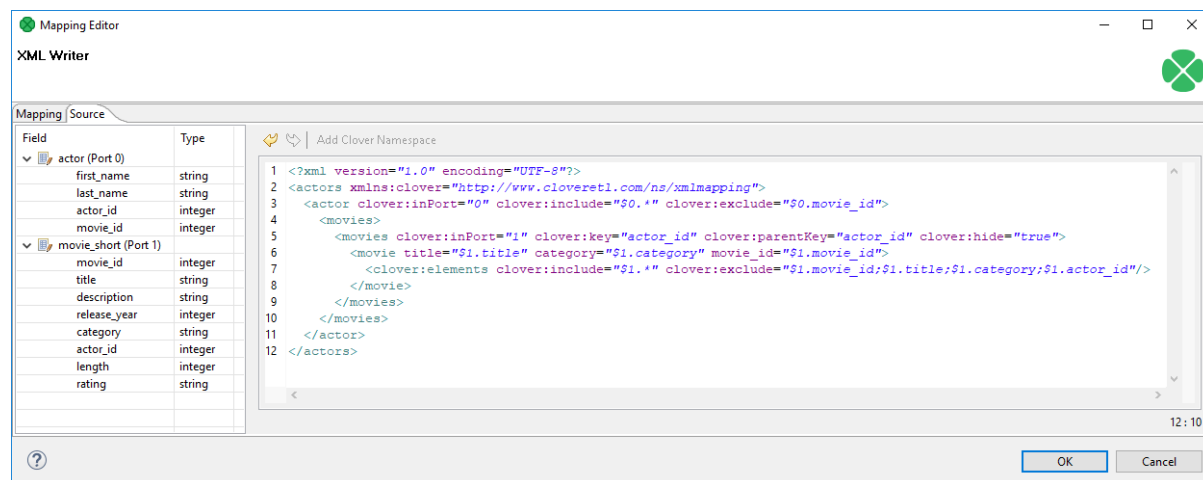 Mapping Editor
XML Writer
Mapping Source
Field Type
actor (Port 0)
first_name string
last_name string
actor_id integer
movie_id integer
movie_short (Port 1)
movie_id integer
title string
description string
release_year integer
category string
actor_id integer
length integer
rating string
Add Clover Namespace
1 <?xml version="1.0" encoding="UTF-8"?>
2 <actors xmlns:clover="http://www.cloveretl.com/ns/xmlmapping">
3 <actor clover:inPort="0" clover:include="$0.*" clover:exclude="$0.movie_id">
4 <movies>
5 <movies clover:inPort="1" clover:key="actor_id" clover:parentKey="actor_id" clover:hide="true">
6 <movie title="$1.title" category="$1.category" movie_id="$1.movie_id">
7 <clover:elements clover:include="$1.*" clover:exclude="$1.movie_id;$1.title;$1.category;$1.actor_id"/>
8 </movie>
9 </movies>
10 </movies>
11 </actor>
12 </actors>
12 : 10
? OK Cancel